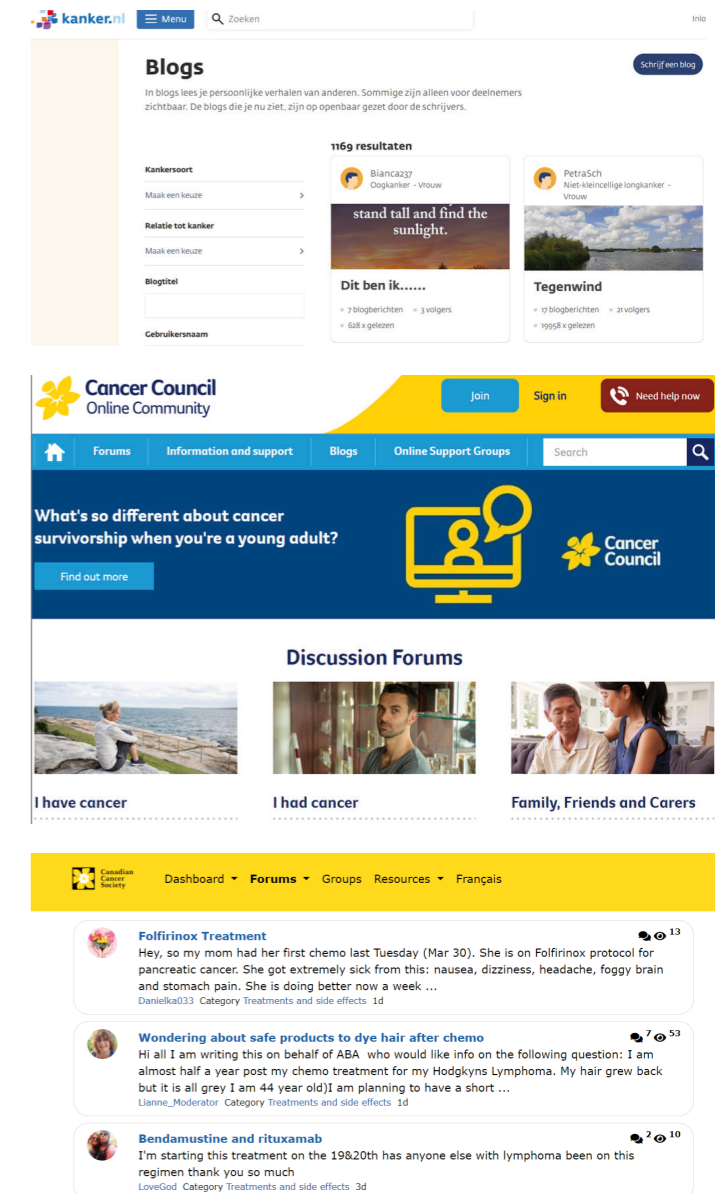 kanker.nl
Menu
Zoeken
Inlo
Blogs
Schrijf een blog
In blogs lees je persoonlijke verhalen van anderen. Sommige zijn alleen voor deelnemers
zichtbaar. De blogs die je nu ziet, zijn op openbaar gezet door de schrijvers.
1169 resultaten
Kankersoort
Maak een keuze
Relatie tot kanker
Maak een keuze
Blogtitel
Gebruikersnaam
Bianca237
Oogkanker - Vrouw
stand tall and find the
sunlight.
Dit ben ik......
7 blogberichten 3 volgers
628 x gelezen
PetraSch
Niet-kleincellige longkanker -
Vrouw
Tegenwind
17 blogberichten 21 volgers
19958 x gelezen
Cancer Council
Online Community
Join
Sign in
Need help now
Forums
Information and support
Blogs
Online Support Groups
Search
What's so different about cancer
survivorship when you're a young adult?
Find out more
Cancer
Council
Discussion Forums
I have cancer
I had cancer
Family, Friends and Carers
Canadian
Cancer
Society
Dashboard Forums Groups Resources Français
Folfirinox Treatment
13
Hey, so my mom had her first chemo last Tuesday (Mar 30). She is on Folfirinox protocol for
pancreatic cancer. She got extremely sick from this: nausea, dizziness, headache, foggy brain
and stomach pain. She is doing better now a week ...
Danielka033 Category Treatments and side effects 1d
Wondering about safe products to dye hair after chemo
7 53
Hi all I am writing this on behalf of ABA who would like info on the following question: I am
almost half a year post my chemo treatment for my Hodgkyns Lymphoma. My hair grew back
but it is all grey I am 44 year old)I am planning to have a short ...
Lianne_Moderator Category Treatments and side effects 1d
Bendamustine and rituxamab
2 10
I'm starting this treatment on the 19&20th has anyone else with lymphoma been on this
regimen thank you so much
LoveGod Category Treatments and side effects 3d